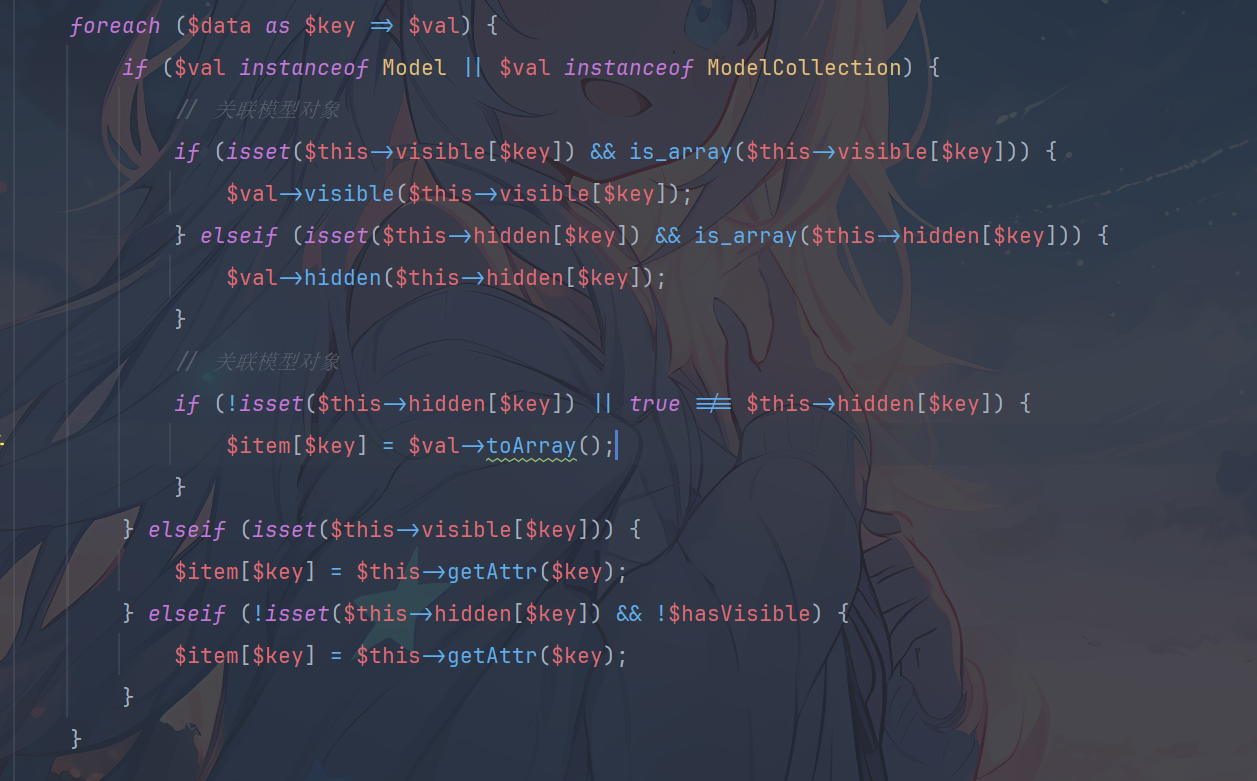 foreach ($data as $key => $val) {
if ($val instanceof Model || $val instanceof ModelCollection) {
// 关联模型对象
if (isset($this->visible[$key]) && is_array($this->visible[$key])) {
$val->visible($this->visible[$key]);
} elseif (isset($this->hidden[$key]) && is_array($this->hidden[$key])) {
$val->hidden($this->hidden[$key]);
}
// 关联模型对象
if (!isset($this->hidden[$key]) || true !== $this->hidden[$key]) {
$item[$key] = $val->toArray();
}
} elseif (isset($this->visible[$key])) {
$item[$key] = $this->getAttr($key);
} elseif (!isset($this->hidden[$key]) && !$hasVisible) {
$item[$key] = $this->getAttr($key);
}
}